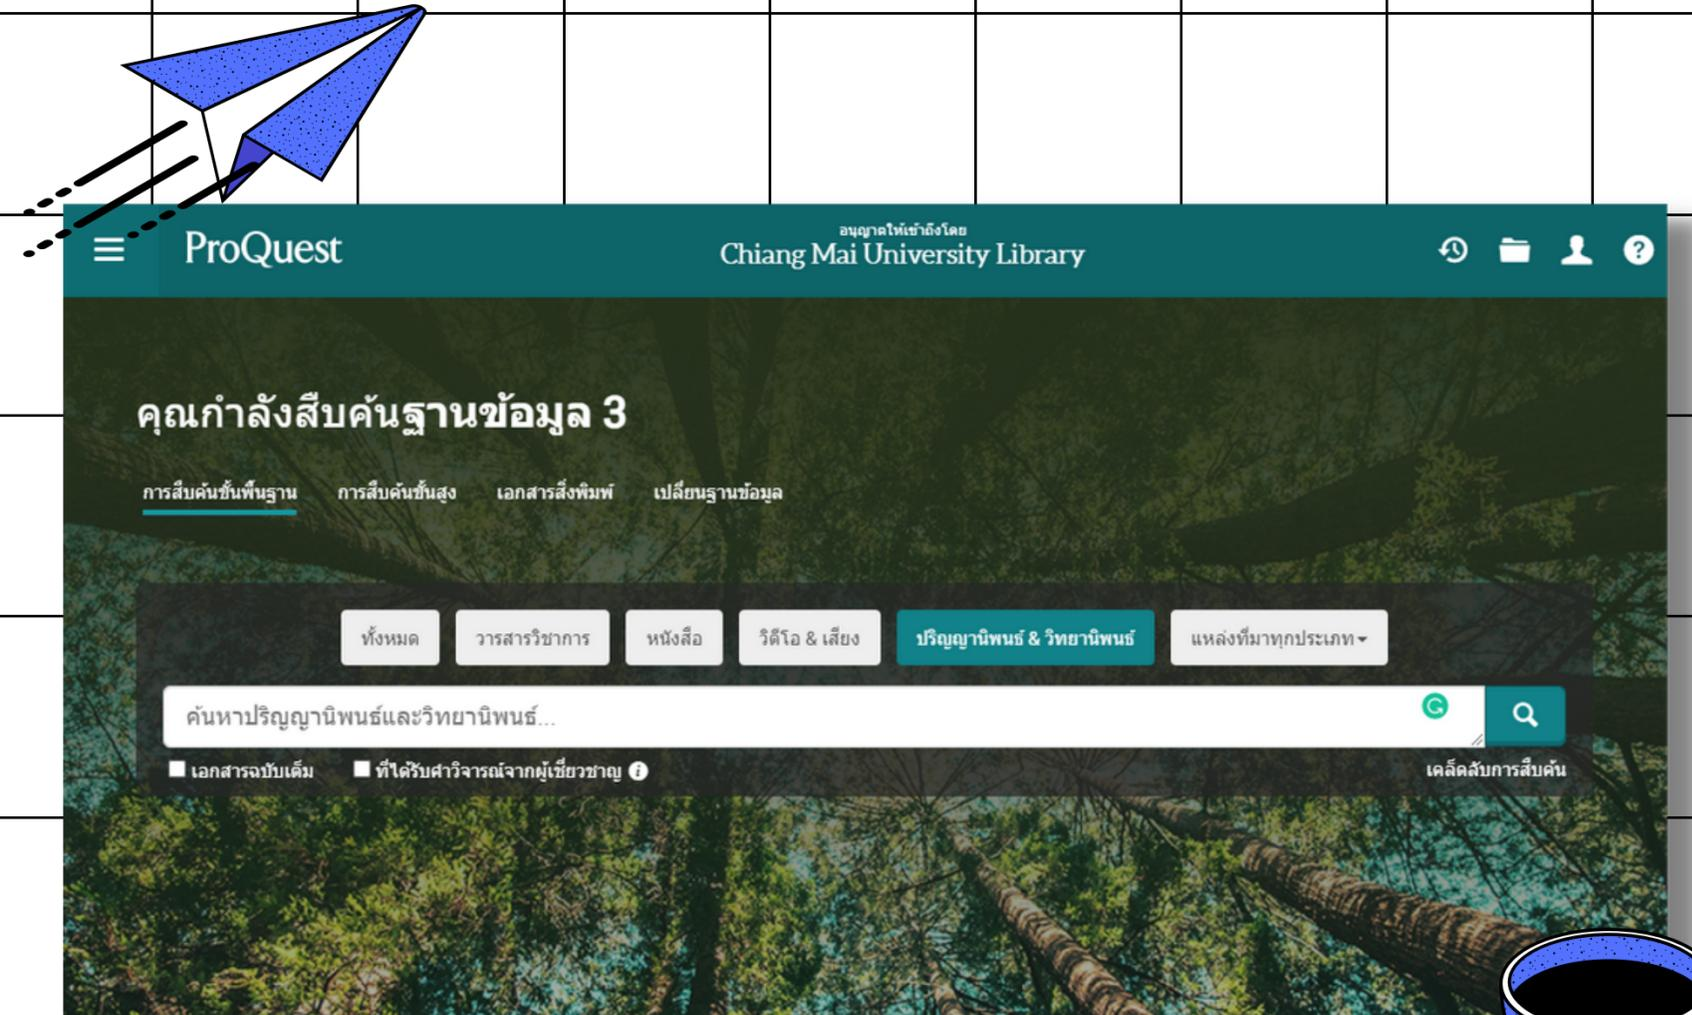 ProQuest
อนุญาตให้เข้าถึงโดย
Chiang Mai University Library
คุณกำลังสืบค้นฐานข้อมูล 3
การสืบค้นขั้นพื้นฐาน การสืบค้นขั้นสูง เอกสารสิ่งพิมพ์ เปลี่ยนฐานข้อมูล
ทั้งหมด วารสารวิชาการ หนังสือ วิดีโอ & เสียง ปริญญานิพนธ์ & วิทยานิพนธ์ แหล่งที่มาทุกประเภท
ค้นหาปริญญานิพนธ์และวิทยานิพนธ์...
เอกสารฉบับเต็ม ที่ได้รับคำวิจารณ์จากผู้เชี่ยวชาญ เคล็ดลับการสืบค้น